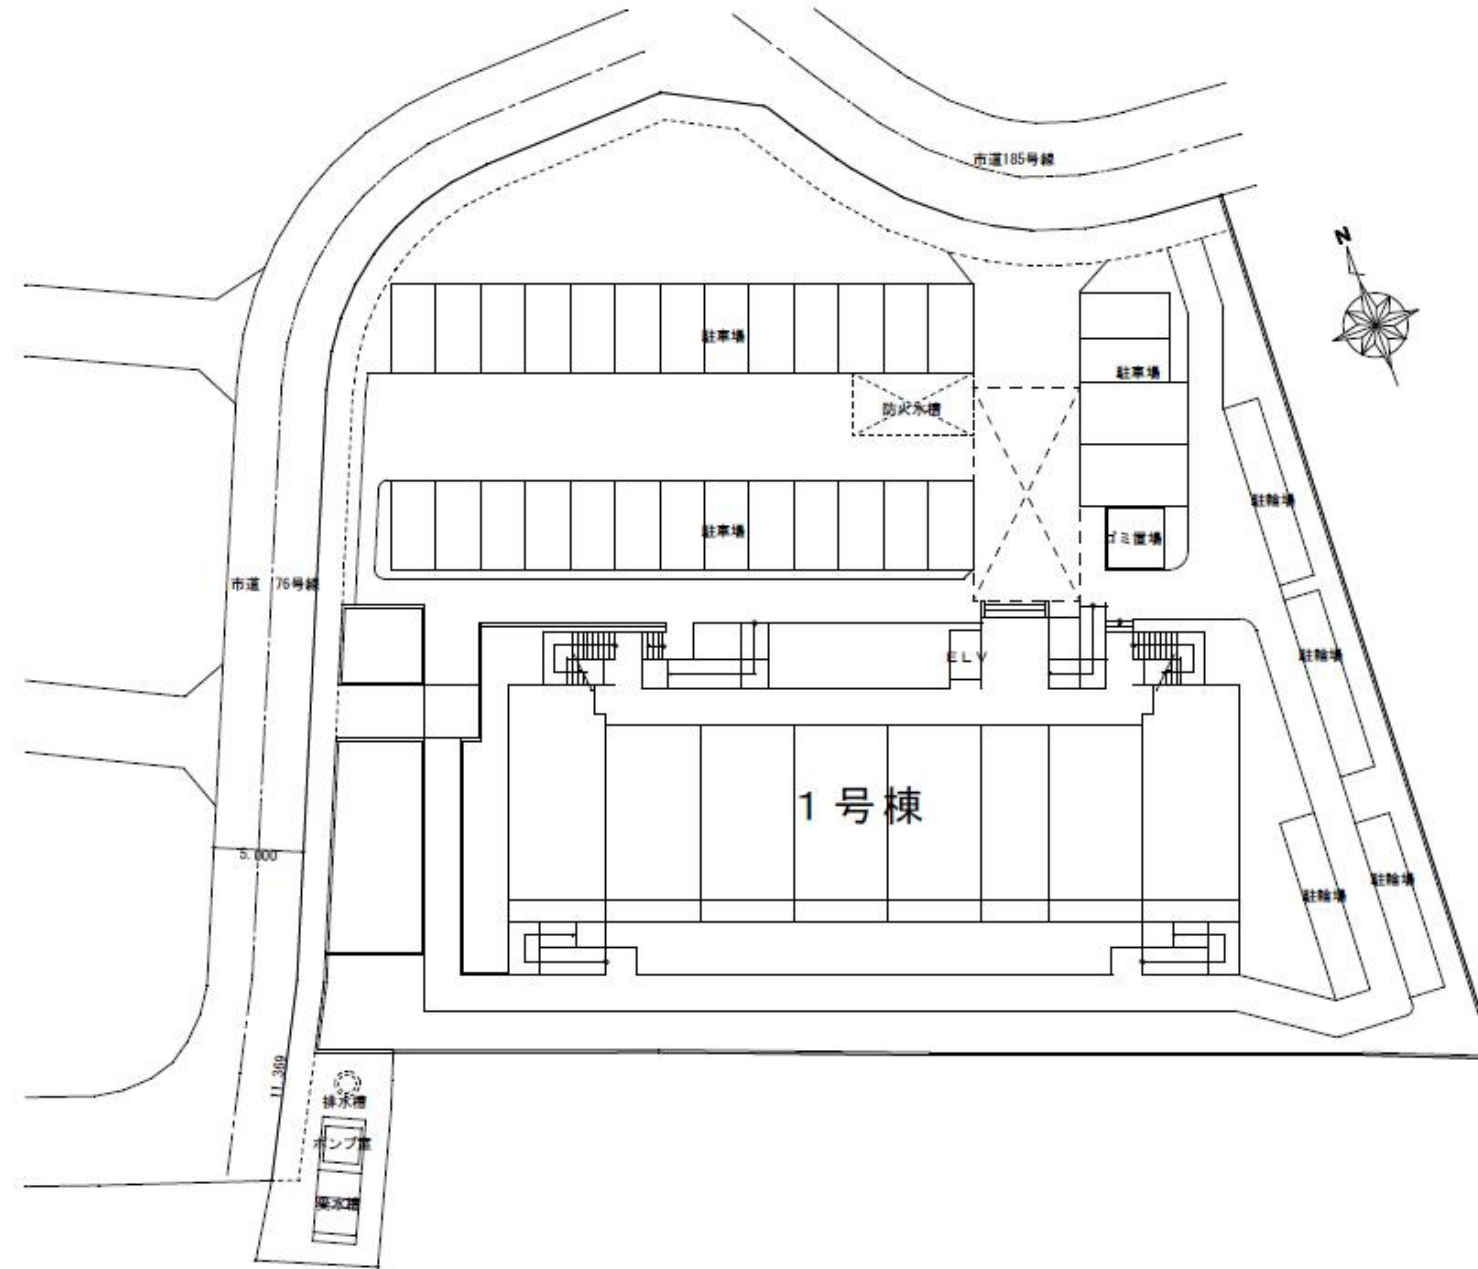 市道185号線
N
駐車場
駐車場
防火水槽
駐輪場
駐車場
ゴミ置場
市道 76号線
駐輪場
ELV
1号棟
5.000
駐輪場
駐輪場
11.369
排水槽
ポンプ室
受水槽